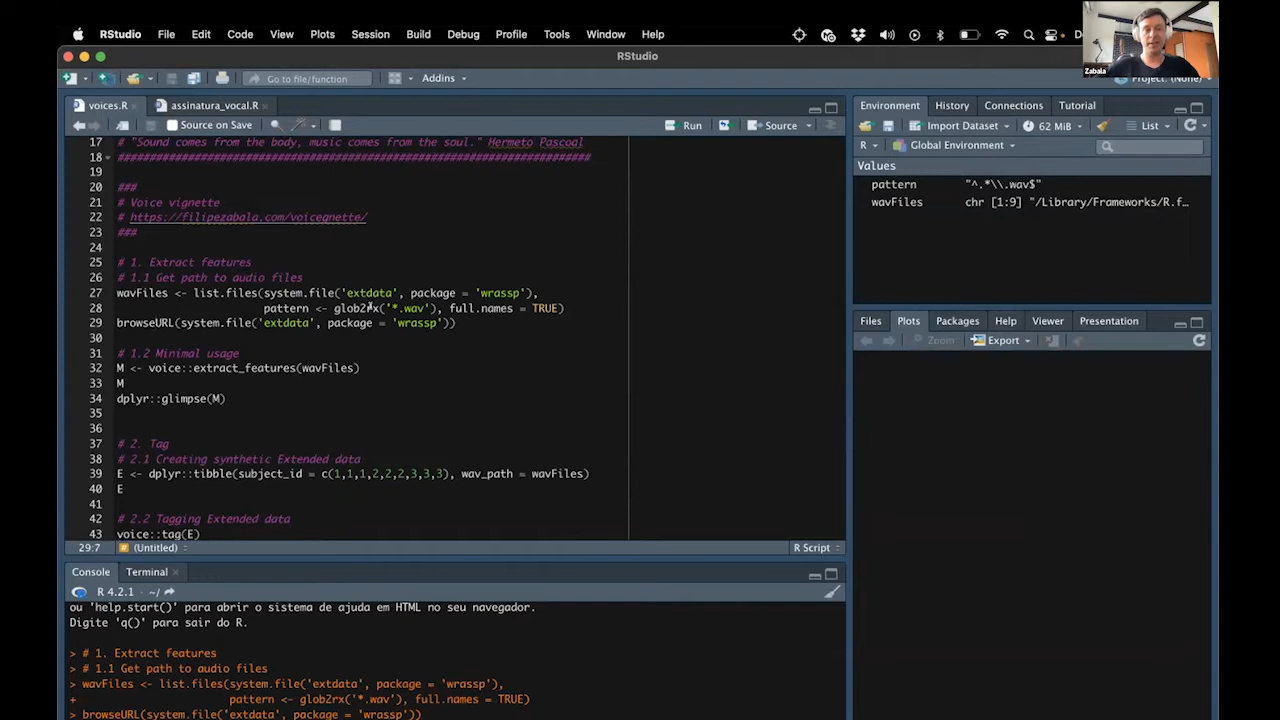 RStudio File Edit Code View Plots Session Build Debug Profile Tools Window Help
Zabala
RStudio
Go to file/function Addins Project: (None)
voices.R assinatura_vocal.R
Source on Save Run Source
17 # "Sound comes from the body, music comes from the soul." Hermeto Pascoal
18 ########################################################################
19
20 ###
21 # Voice vignette
22 # https://filipezabala.com/voicegnette/
23 ###
24
25 # 1. Extract features
26 # 1.1 Get path to audio files
27 wavFiles <- list.files(system.file('extdata', package = 'wrassp'),
28 pattern <- glob2rx('*.wav'), full.names = TRUE)
29 browseURL(system.file('extdata', package = 'wrassp'))
30
31 # 1.2 Minimal usage
32 M <- voice::extract_features(wavFiles)
33 M
34 dplyr::glimpse(M)
35
36
37 # 2. Tag
38 # 2.1 Creating synthetic Extended data
39 E <- dplyr::tibble(subject_id = c(1,1,1,2,2,2,3,3,3), wav_path = wavFiles)
40 E
41
42 # 2.2 Tagging Extended data
43 voice::tag(E)
29:7 # (Untitled) R Script
Console Terminal
R 4.2.1 · ~/
ou 'help.start()' para abrir o sistema de ajuda em HTML no seu navegador.
Digite 'q()' para sair do R.
> # 1. Extract features
> # 1.1 Get path to audio files
> wavFiles <- list.files(system.file('extdata', package = 'wrassp'),
+ pattern <- glob2rx('*.wav'), full.names = TRUE)
> browseURL(system.file('extdata', package = 'wrassp'))
Environment History Connections Tutorial
Import Dataset 62 MiB List
R Global Environment
Values
pattern "^.*\\.wav$"
wavFiles chr [1:9] "/Library/Frameworks/R.f…
Files Plots Packages Help Viewer Presentation
Zoom Export